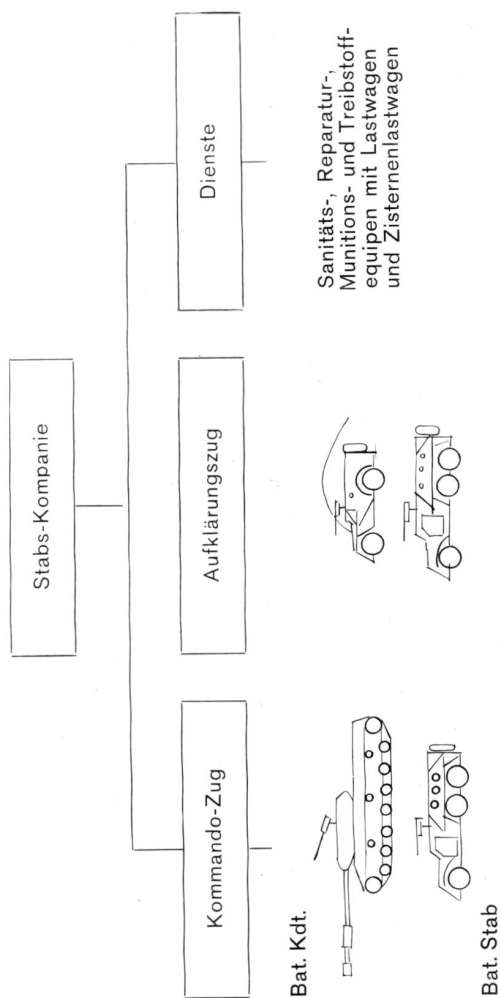 Stabs-Kompanie
Kommando-Zug
Aufklärungszug
Dienste
Bat. Kdt.
Bat. Stab
Sanitäts-, Reparatur-,
Munitions- und Treibstoff-
equipen mit Lastwagen
und Zisternenlastwagen